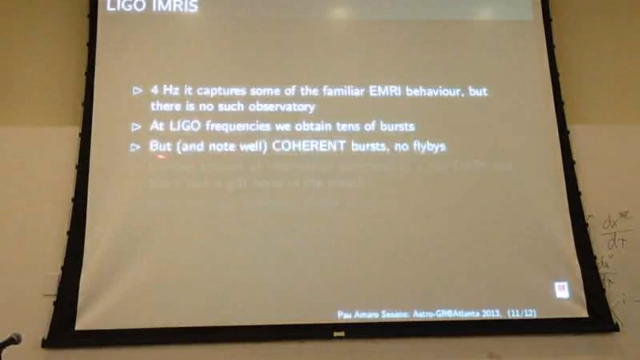 LIGO IMRIS
▷ 4 Hz it captures some of the familiar EMRI behaviour, but
there is no such observatory
▷ At LIGO frequencies we obtain tens of bursts
▷ But (and note well) COHERENT bursts, no flybys
Pau Amaro Seoane: Astro-GR@Atlanta 2013, (11/12)